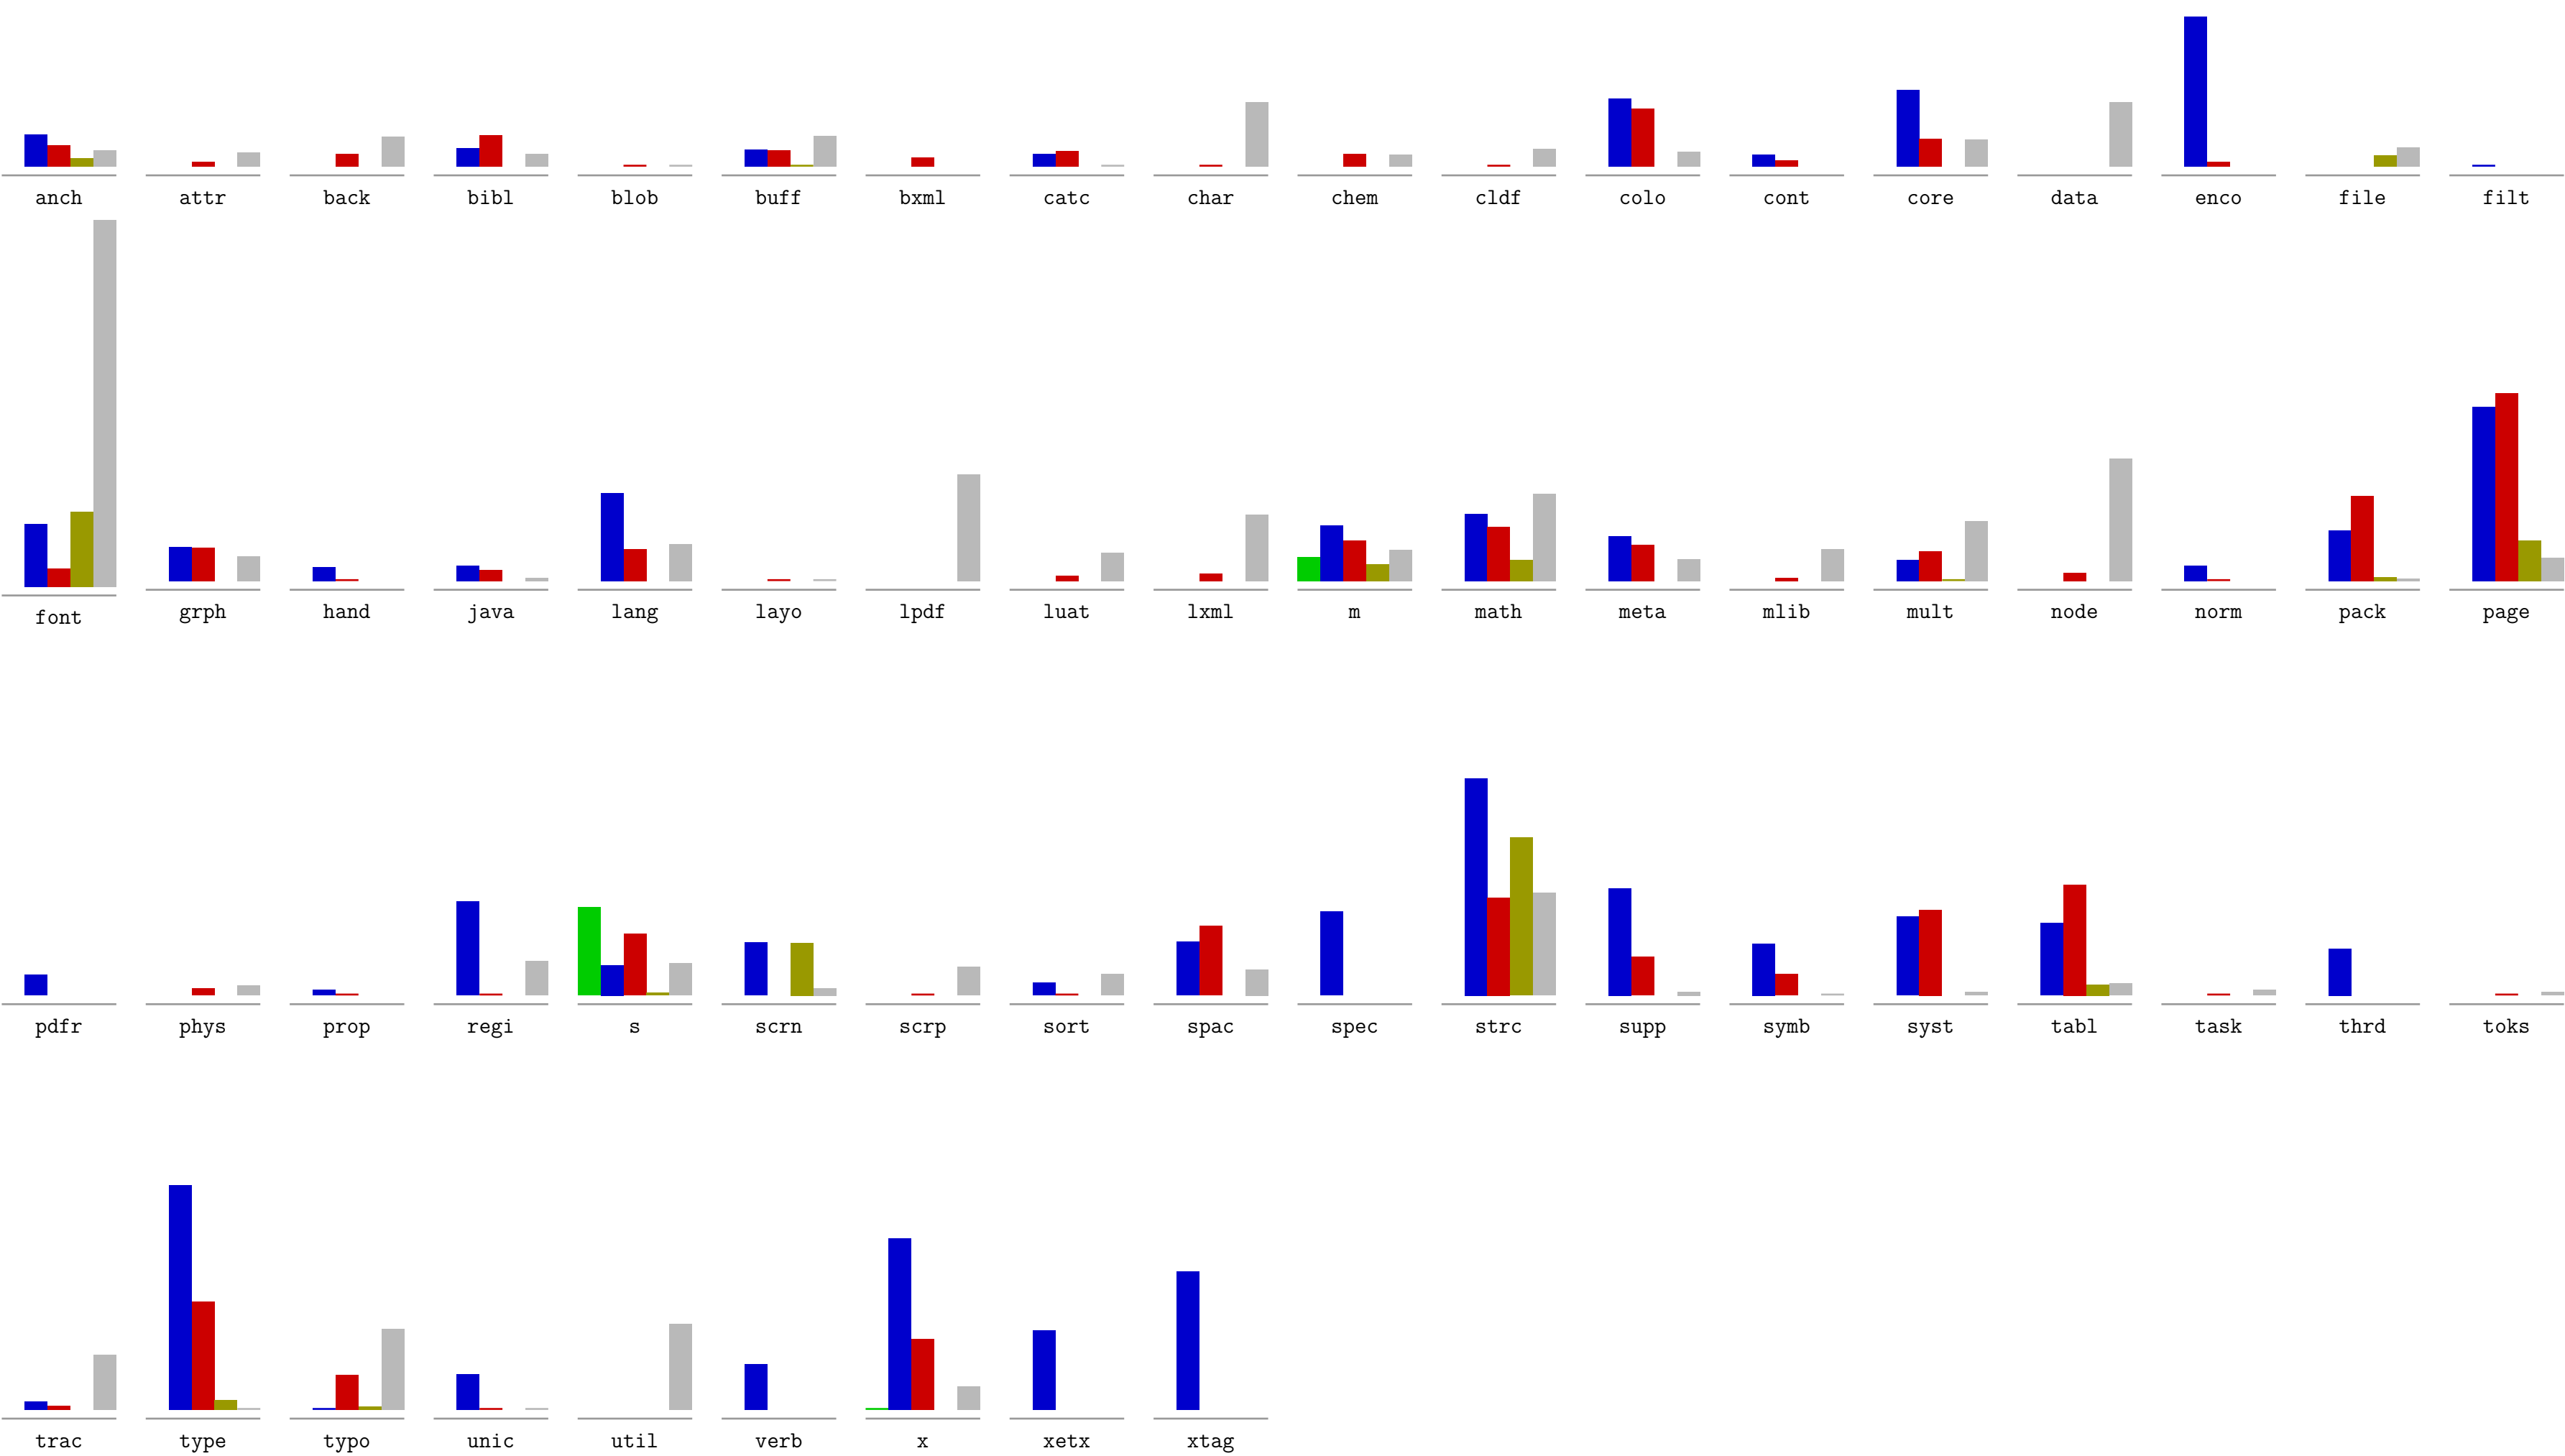 anch attr back bibl blob buff bxml catc char chem cldf colo cont core data enco file filt
font grph hand java lang layo lpdf luat lxml m math meta mlib mult node norm pack page
pdfr phys prop regi s scrn scrp sort spac spec strc supp symb syst tabl task thrd toks
trac type typo unic util verb x xetx xtag